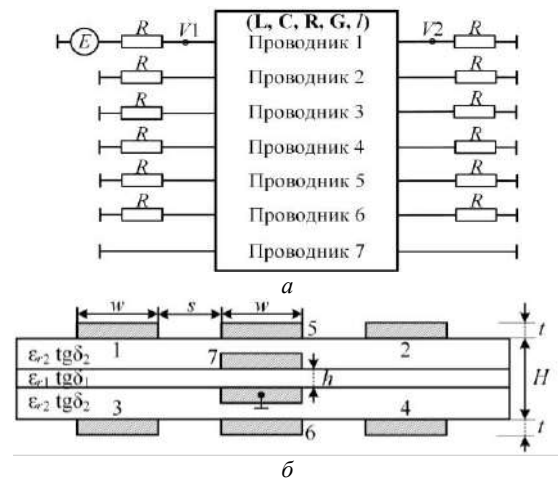 (L, C, R, G, l)
E R V1 Проводник 1 V2 R
R Проводник 2 R
R Проводник 3 R
R Проводник 4 R
R Проводник 5 R
R Проводник 6 R
Проводник 7
а
w s w
5 t
1 7 2
εr2 tgδ2
εr1 tgδ1 h H
εr2 tgδ2
3 4
6 t
б